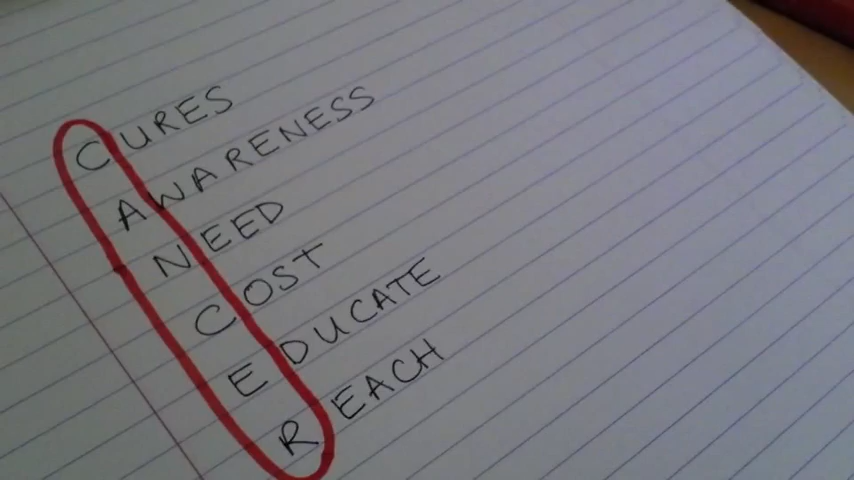 CURES
AWARENESS
NEED
COST
EDUCATE
REACH